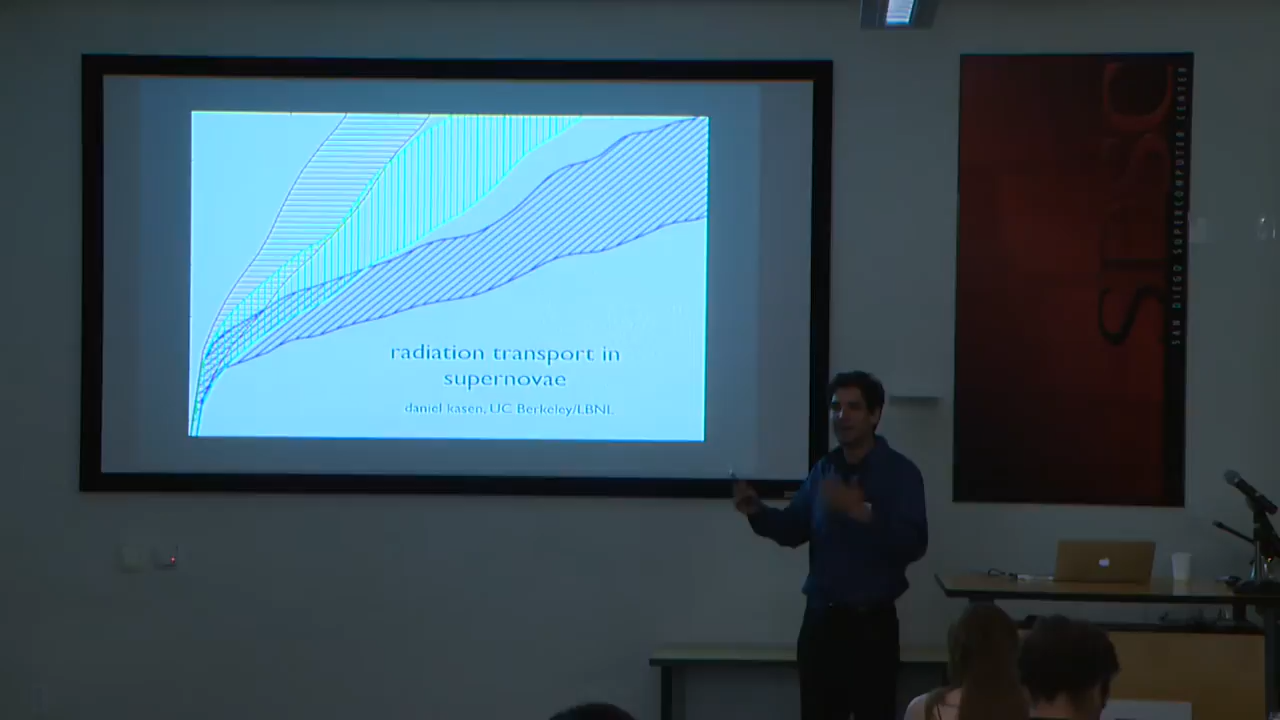 radiation transport in
supernovae
daniel kasen, UC Berkeley/LBNL
SDSC
SAN DIEGO SUPERCOMPUTER CENTER